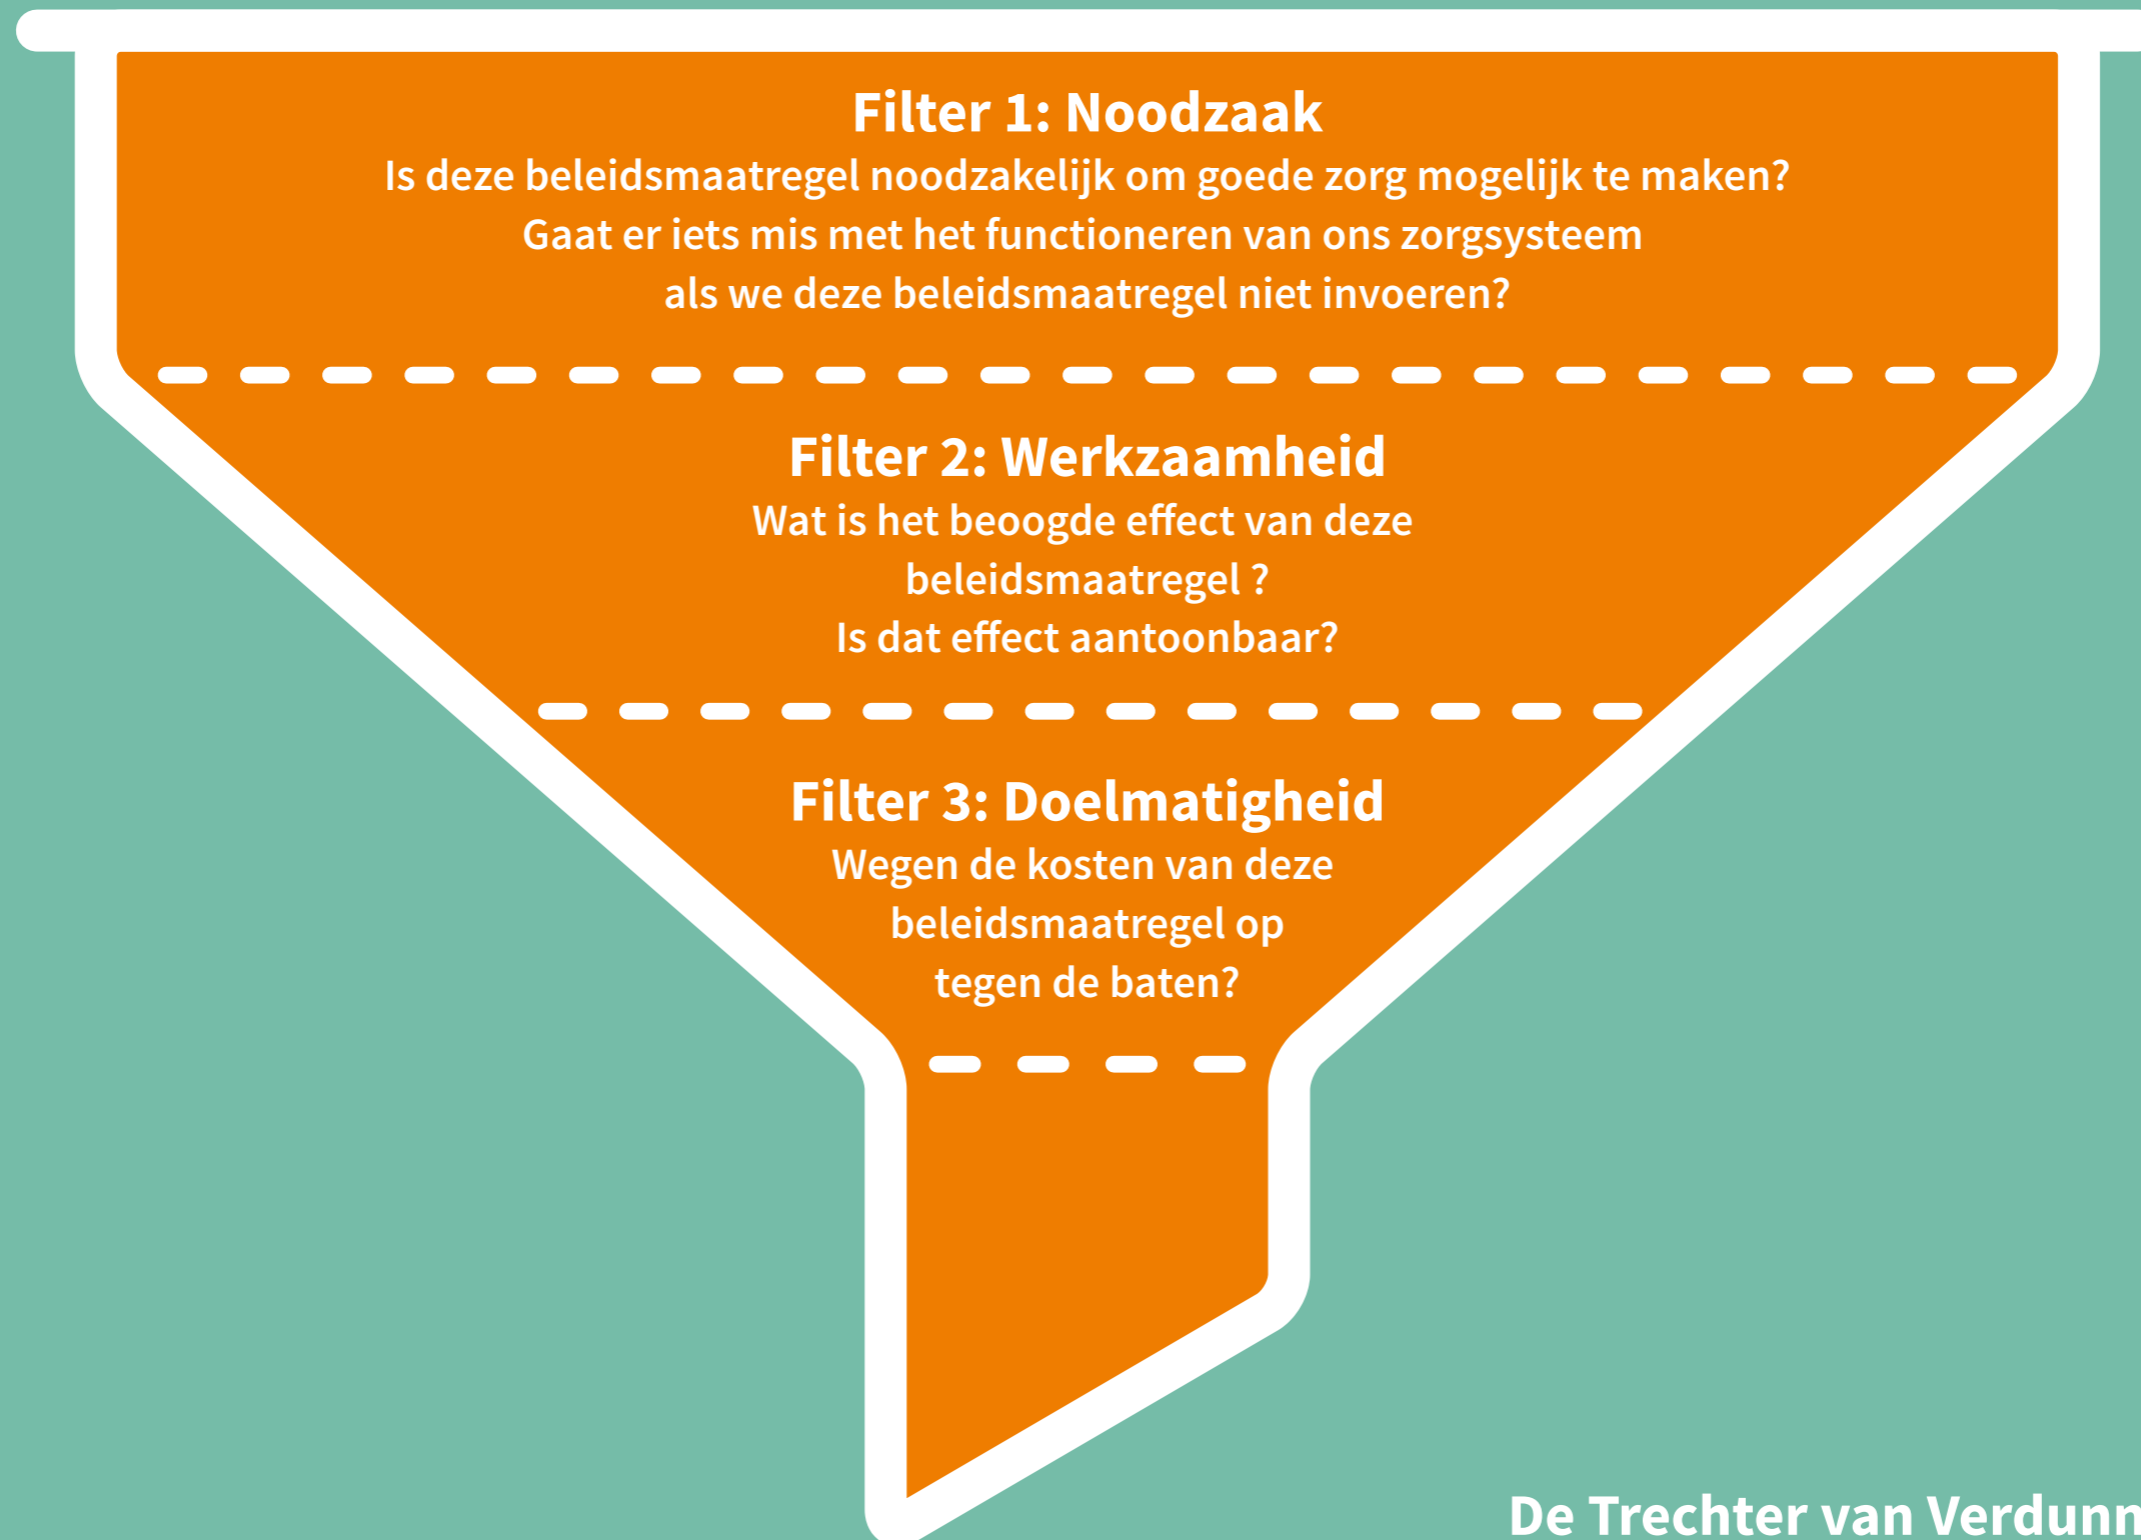 Filter 1: Noodzaak
Is deze beleidsmaatregel noodzakelijk om goede zorg mogelijk te maken?
Gaat er iets mis met het functioneren van ons zorgsysteem
als we deze beleidsmaatregel niet invoeren?
Filter 2: Werkzaamheid
Wat is het beoogde effect van deze
beleidsmaatregel ?
Is dat effect aantoonbaar?
Filter 3: Doelmatigheid
Wegen de kosten van deze
beleidsmaatregel op
tegen de baten?
De Trechter van